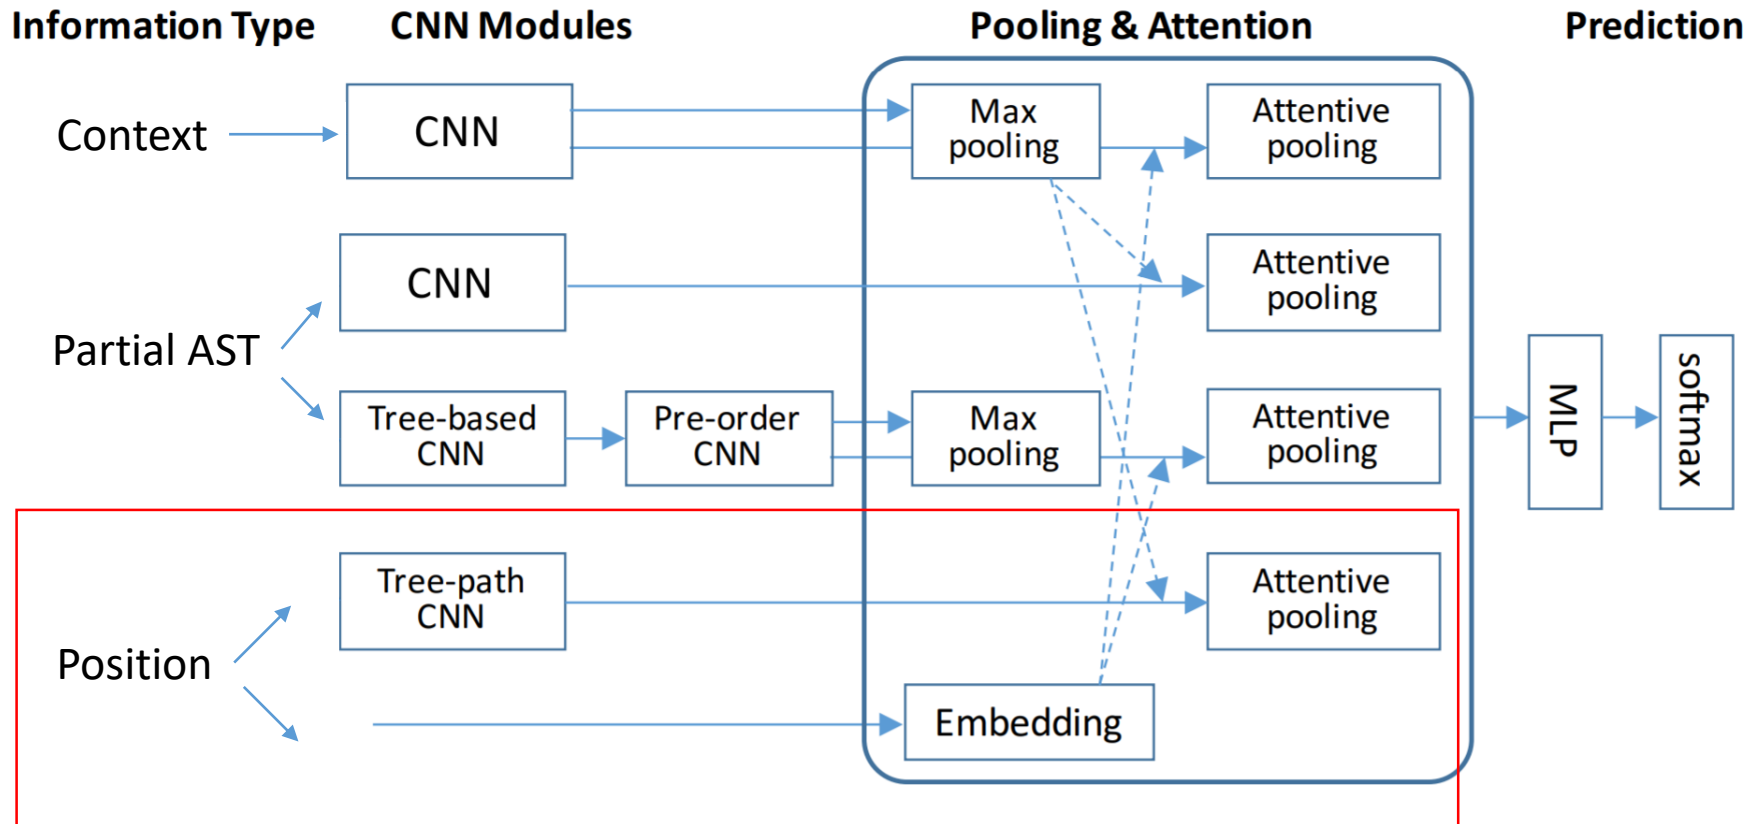 Information Type
CNN Modules
Pooling & Attention
Prediction
Context
CNN
Max
pooling
Attentive
pooling
Partial AST
CNN
Attentive
pooling
Tree-based
CNN
Pre-order
CNN
Max
pooling
Attentive
pooling
MLP
softmax
Position
Tree-path
CNN
Attentive
pooling
Embedding